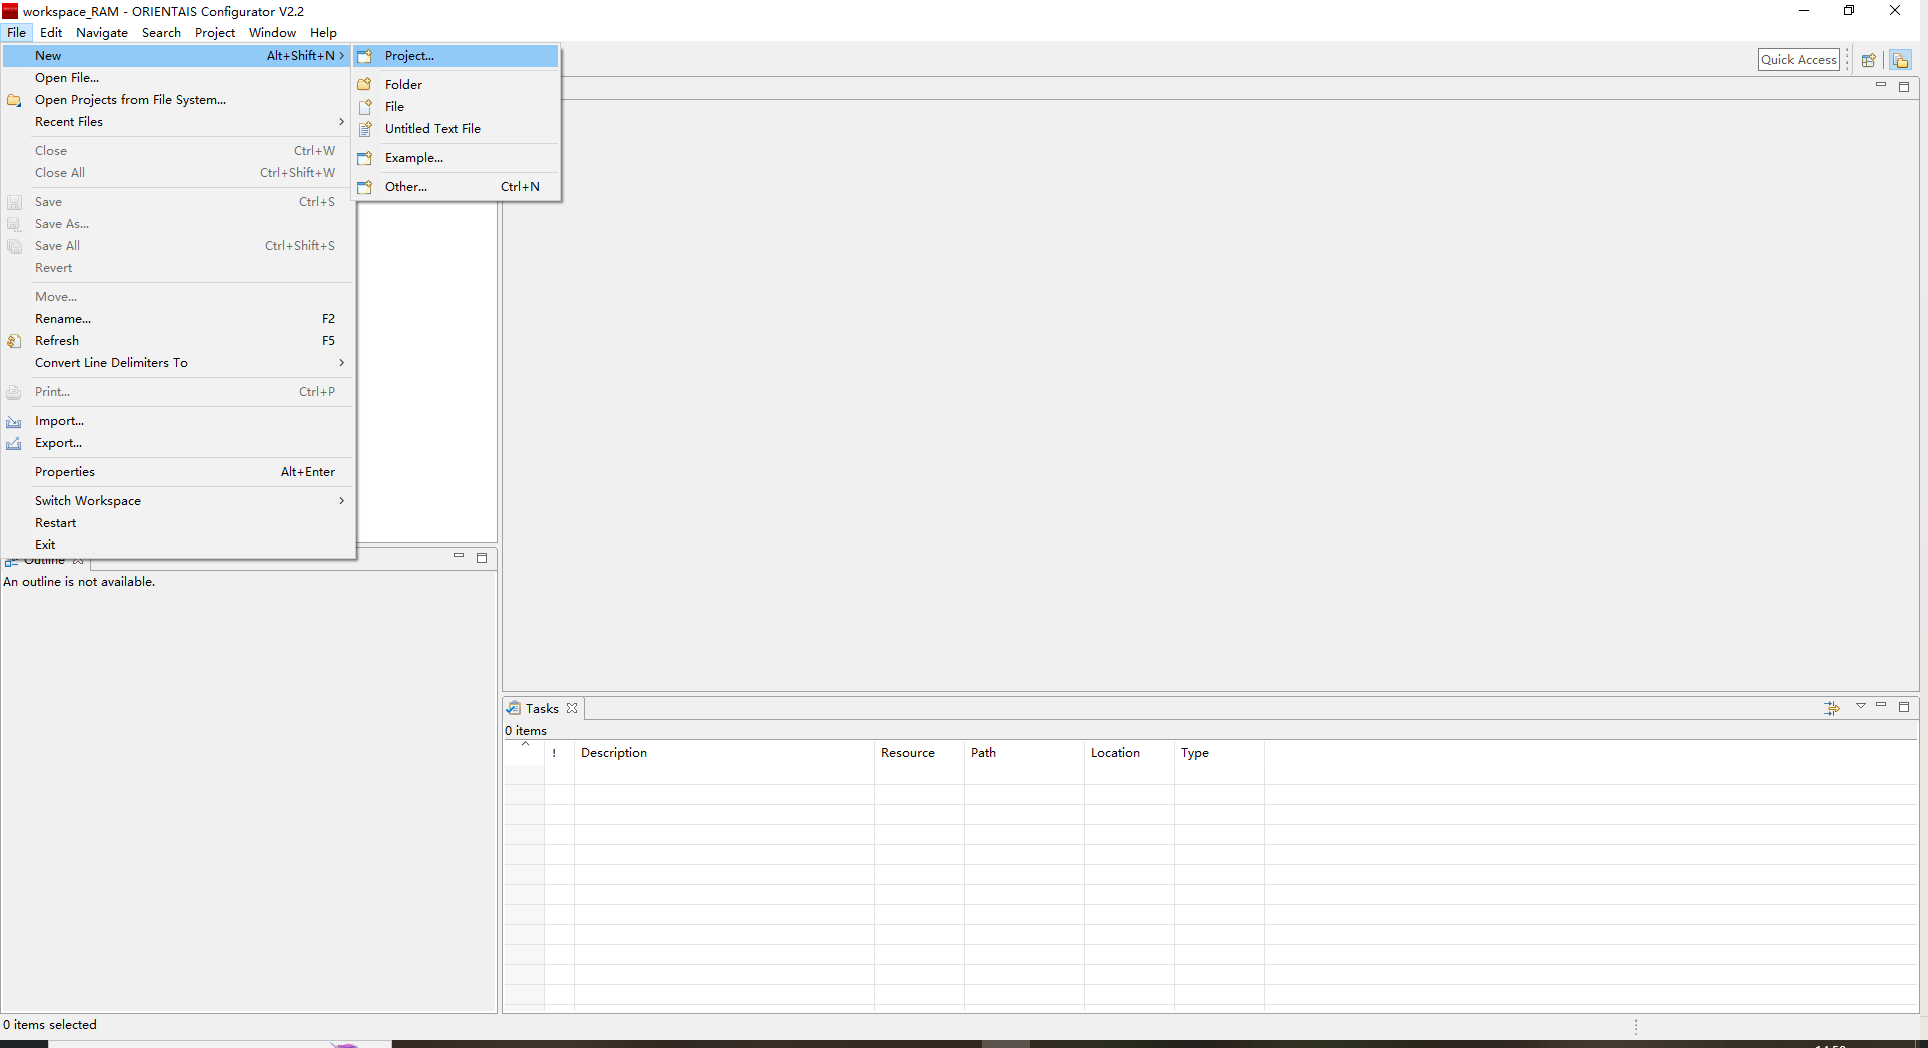 workspace_RAM - ORIENTAIS Configurator V2.2
File Edit Navigate Search Project Window Help
New Alt+Shift+N
Open File...
Open Projects from File System...
Recent Files
Close Ctrl+W
Close All Ctrl+Shift+W
Save Ctrl+S
Save As...
Save All Ctrl+Shift+S
Revert
Move...
Rename... F2
Refresh F5
Convert Line Delimiters To
Print... Ctrl+P
Import...
Export...
Properties Alt+Enter
Switch Workspace
Restart
Exit
Project...
Folder
File
Untitled Text File
Example...
Other... Ctrl+N
Quick Access
Outline
An outline is not available.
Tasks
0 items
! Description Resource Path Location Type
0 items selected